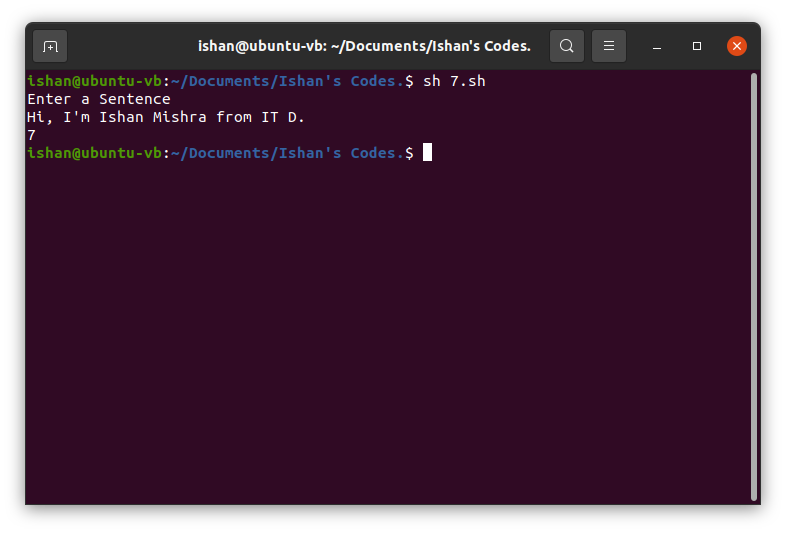 ishan@ubuntu-vb: ~/Documents/Ishan's Codes.
ishan@ubuntu-vb:~/Documents/Ishan's Codes.$ sh 7.sh
Enter a Sentence
Hi, I'm Ishan Mishra from IT D.
7
ishan@ubuntu-vb:~/Documents/Ishan's Codes.$